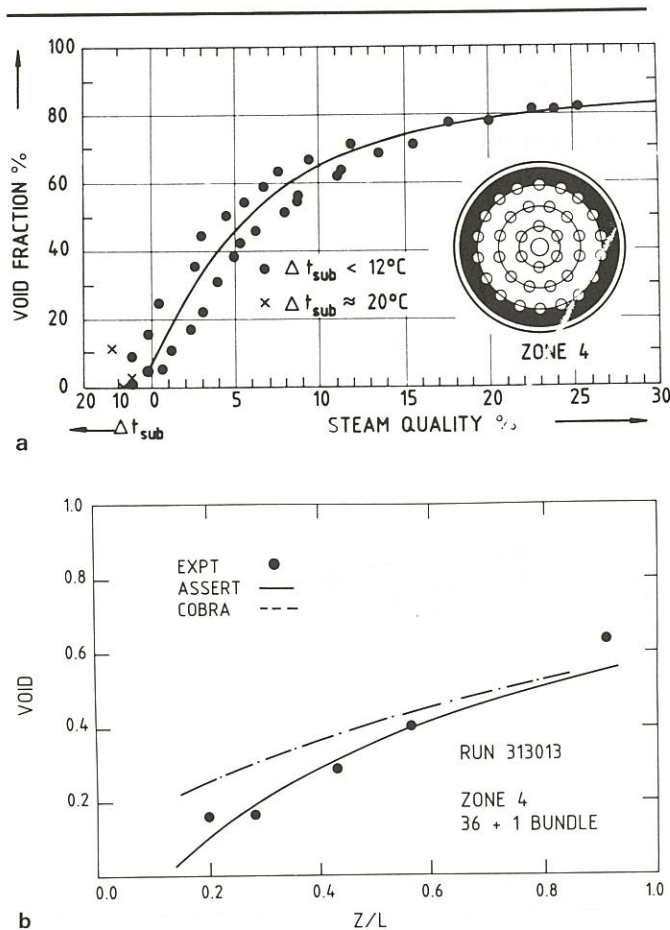 100
80
60
40
20
0
VOID FRACTION %
● Δ t_sub < 12°C
× Δ t_sub ≈ 20°C
ZONE 4
20 10 0 5 10 15 20 25 30
Δ t_sub
STEAM QUALITY %
a
1.0
0.8
0.6
0.4
0.2
0.0 0.2 0.4 0.6 0.8 1.0
VOID
EXPT ●
ASSERT —
COBRA – – –
RUN 313013
ZONE 4
36 + 1 BUNDLE
Z/L
b